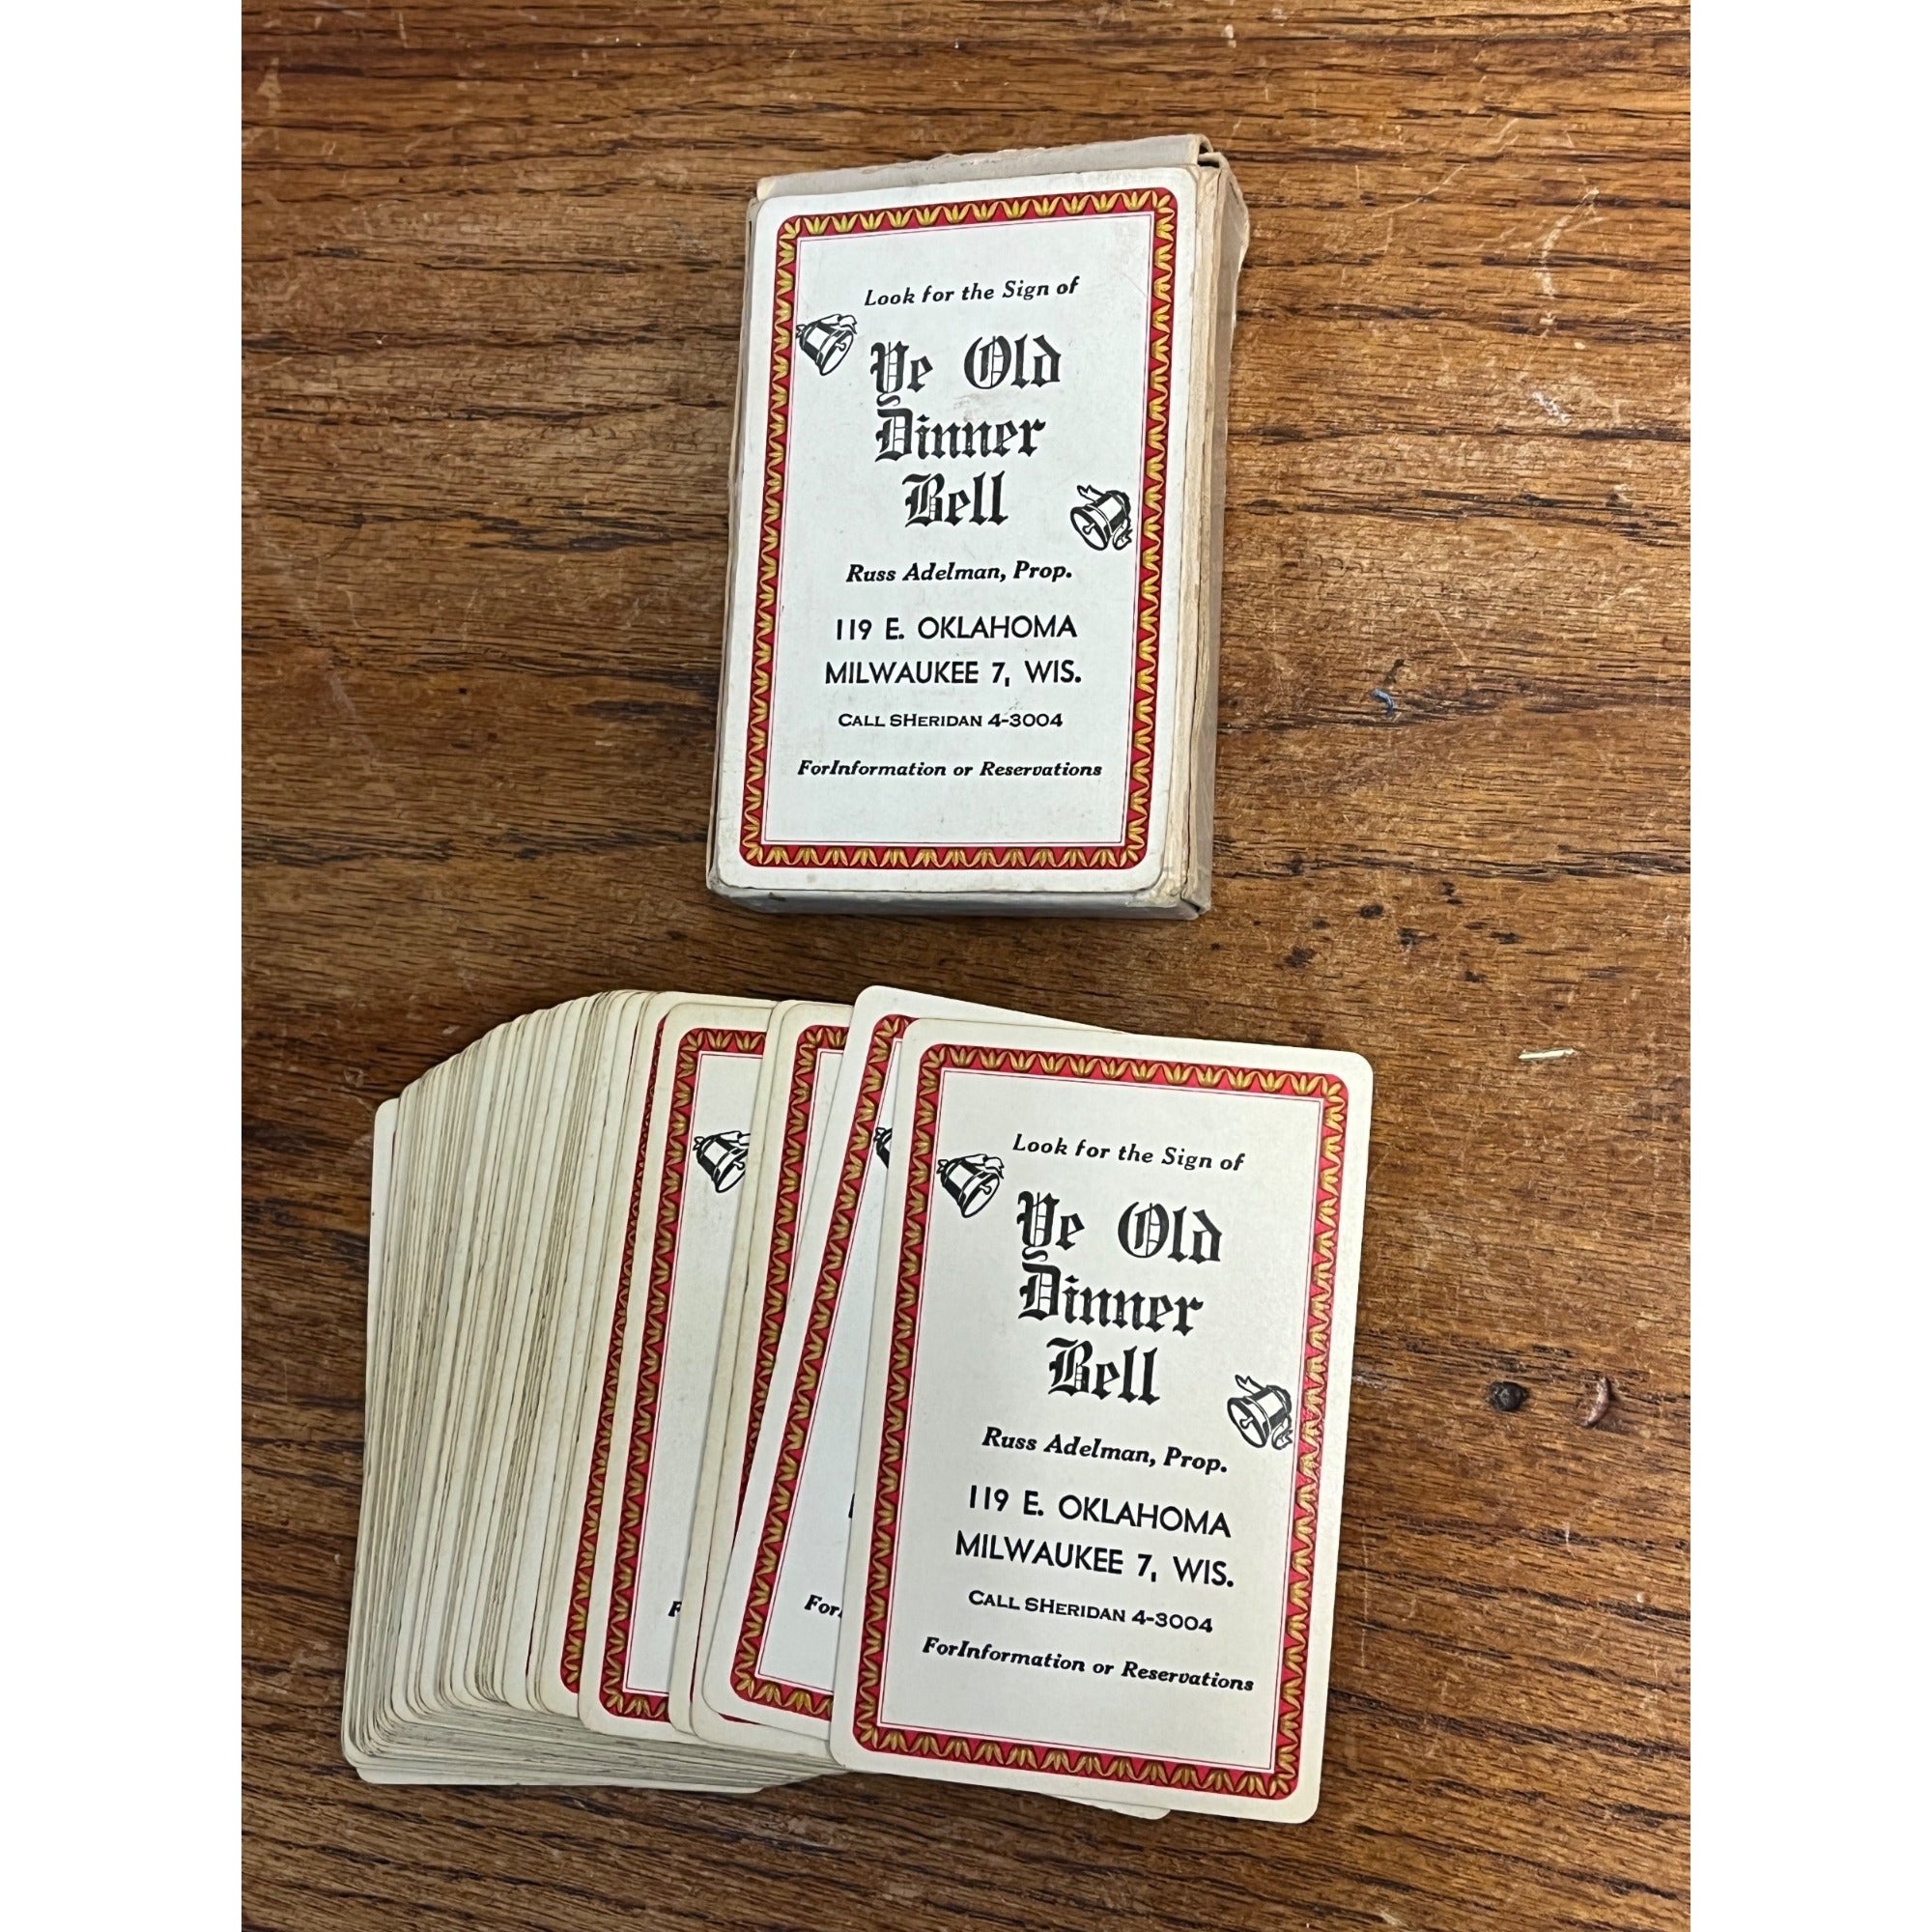 Look for the Sign of
Ye Old
Dinner
Bell
Russ Adelman, Prop.
119 E. OKLAHOMA
MILWAUKEE 7, WIS.
CALL SHERIDAN 4-3004
ForInformation or Reservations
F
For
Look for the Sign of
Ye Old
Dinner
Bell
Russ Adelman, Prop.
119 E. OKLAHOMA
MILWAUKEE 7, WIS.
CALL SHERIDAN 4-3004
ForInformation or Reservations